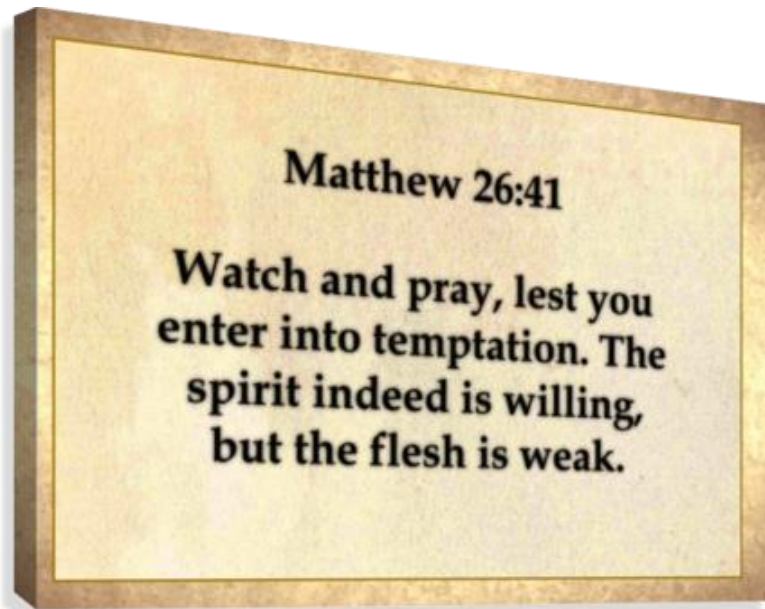 Matthew 26:41
Watch and pray, lest you
enter into temptation. The
spirit indeed is willing,
but the flesh is weak.